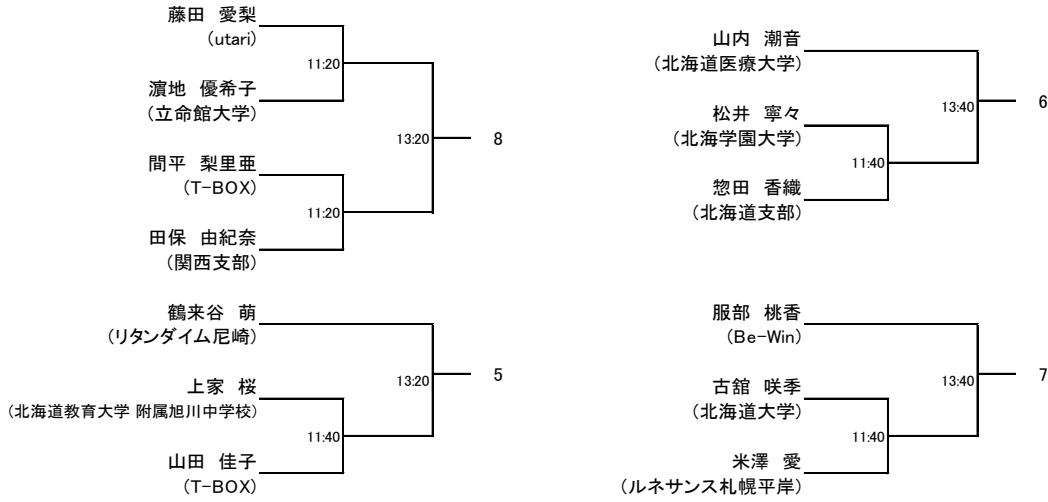 藤田 愛梨
(utari)
11:20
濵地 優希子
(立命館大学)
13:20
8
間平 梨里亜
(T-BOX)
11:20
田保 由紀奈
(関西支部)
鶴来谷 萌
(リタンダイム尼崎)
13:20
5
上家 桜
(北海道教育大学 附属旭川中学校)
11:40
山田 佳子
(T-BOX)
山内 潮音
(北海道医療大学)
13:40
6
松井 寧々
(北海学園大学)
11:40
惣田 香織
(北海道支部)
服部 桃香
(Be-Win)
13:40
7
古舘 咲季
(北海道大学)
11:40
米澤 愛
(ルネサンス札幌平岸)